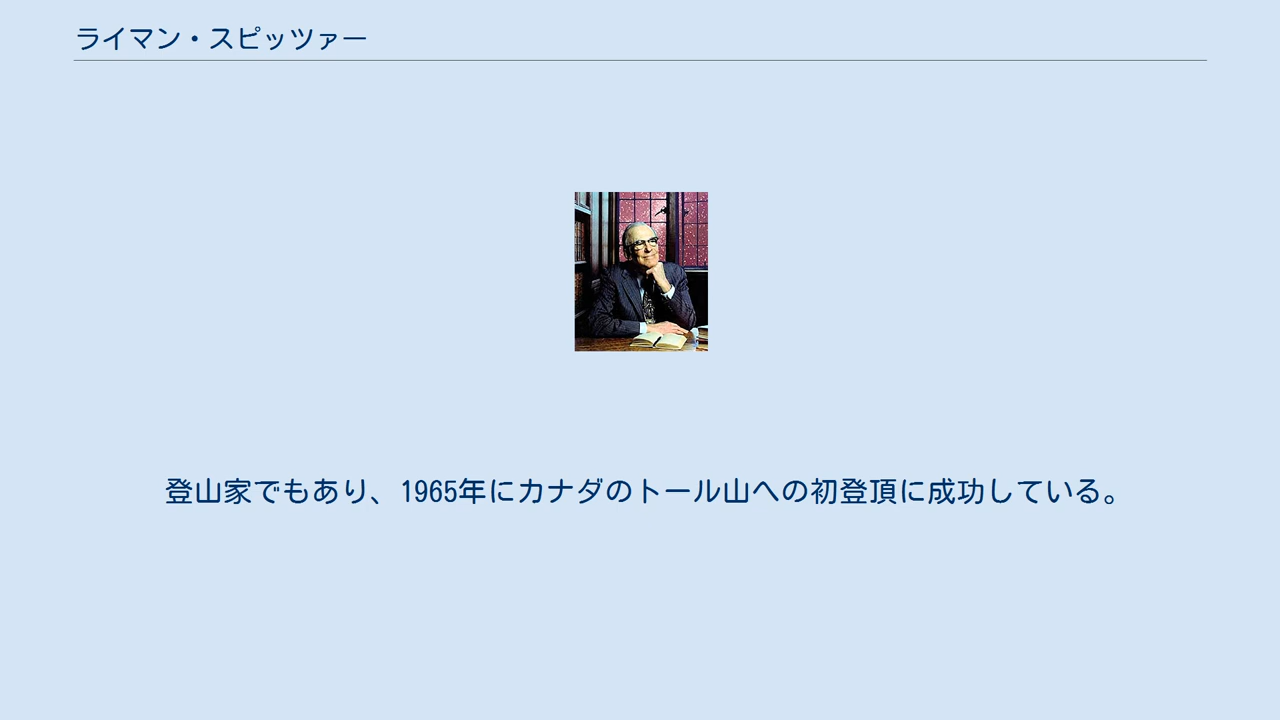 ライマン・スピッツァー
登山家でもあり、1965年にカナダのトール山への初登頂に成功している。